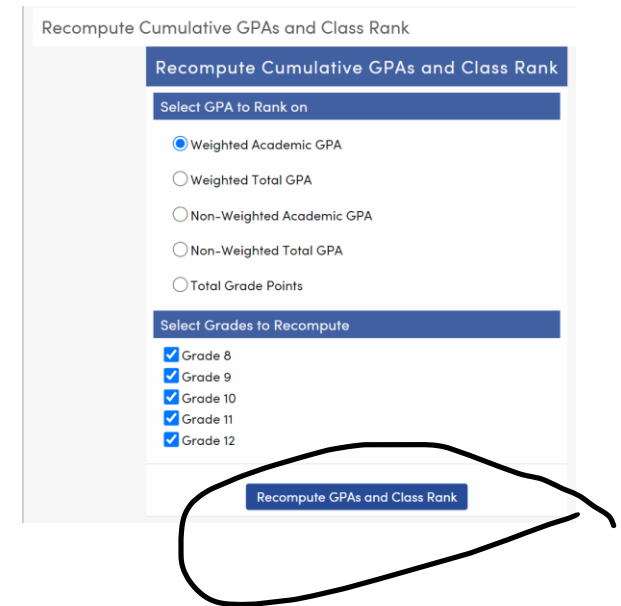 Recompute Cumulative GPAs and Class Rank
Recompute Cumulative GPAs and Class Rank
Select GPA to Rank on
Weighted Academic GPA
Weighted Total GPA
Non-Weighted Academic GPA
Non-Weighted Total GPA
Total Grade Points
Select Grades to Recompute
Grade 8
Grade 9
Grade 10
Grade 11
Grade 12
Recompute GPAs and Class Rank